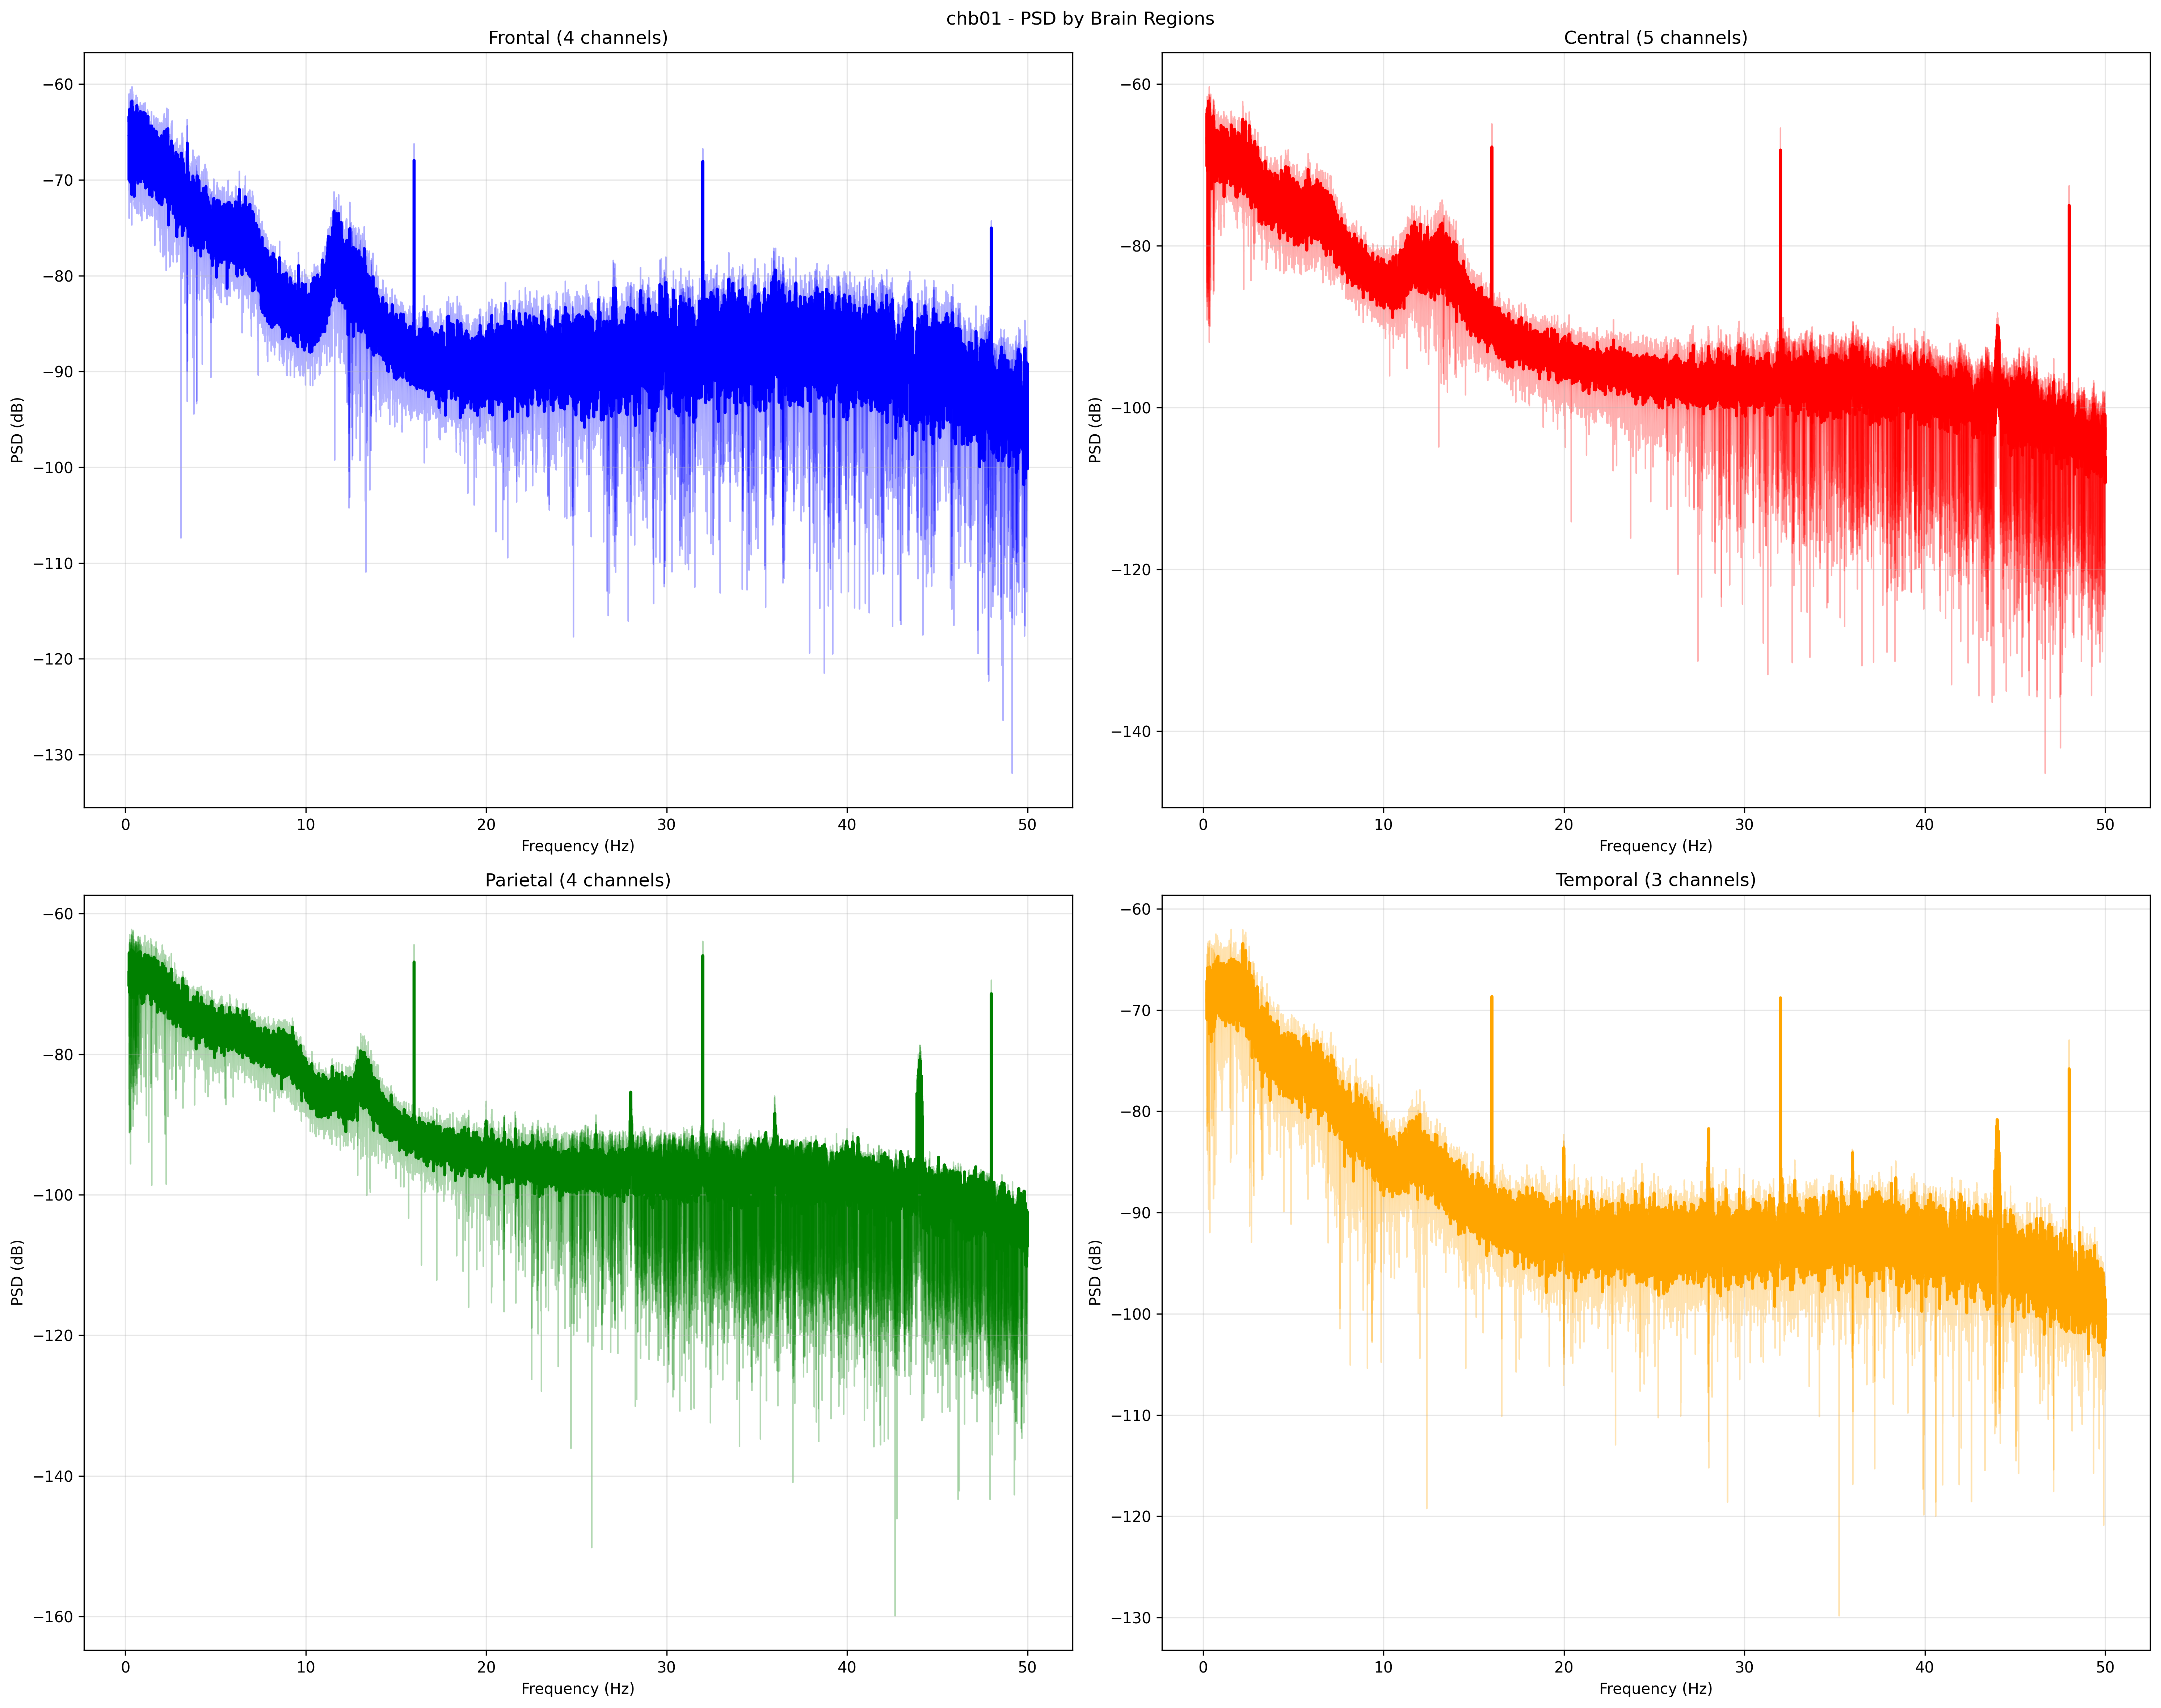 chb01 - PSD by Brain Regions
Frontal (4 channels)
−60
−70
−80
−90
−100
−110
−120
−130
PSD (dB)
0 10 20 30 40 50
Frequency (Hz)
Central (5 channels)
−60
−80
−100
−120
−140
PSD (dB)
0 10 20 30 40 50
Frequency (Hz)
Parietal (4 channels)
−60
−80
−100
−120
−140
−160
PSD (dB)
0 10 20 30 40 50
Frequency (Hz)
Temporal (3 channels)
−60
−70
−80
−90
−100
−110
−120
−130
PSD (dB)
0 10 20 30 40 50
Frequency (Hz)